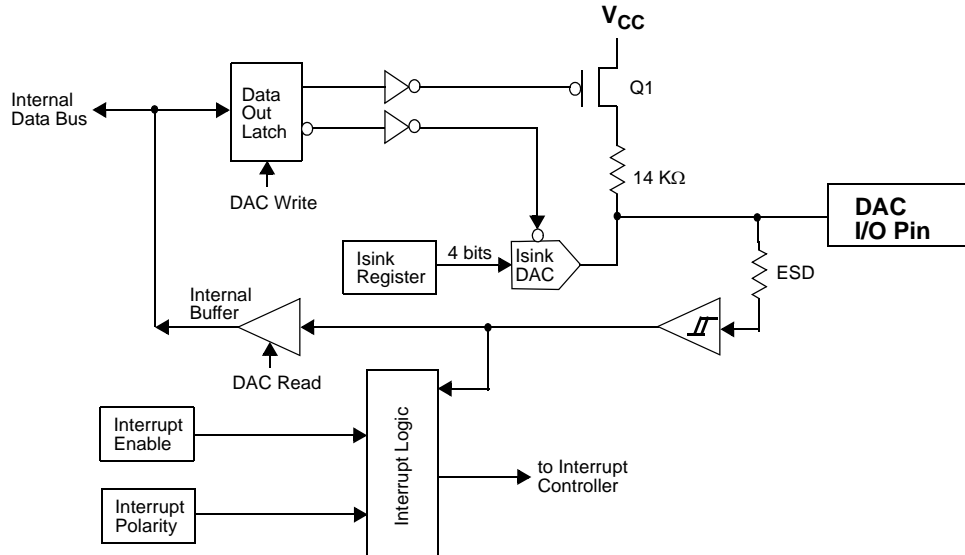 VCC
Internal
Data Bus
Data
Out
Latch
Q1
14 KΩ
DAC Write
DAC
I/O Pin
Isink
Register
4 bits
Isink
DAC
ESD
Internal
Buffer
DAC Read
Interrupt
Enable
Interrupt Logic
to Interrupt
Controller
Interrupt
Polarity